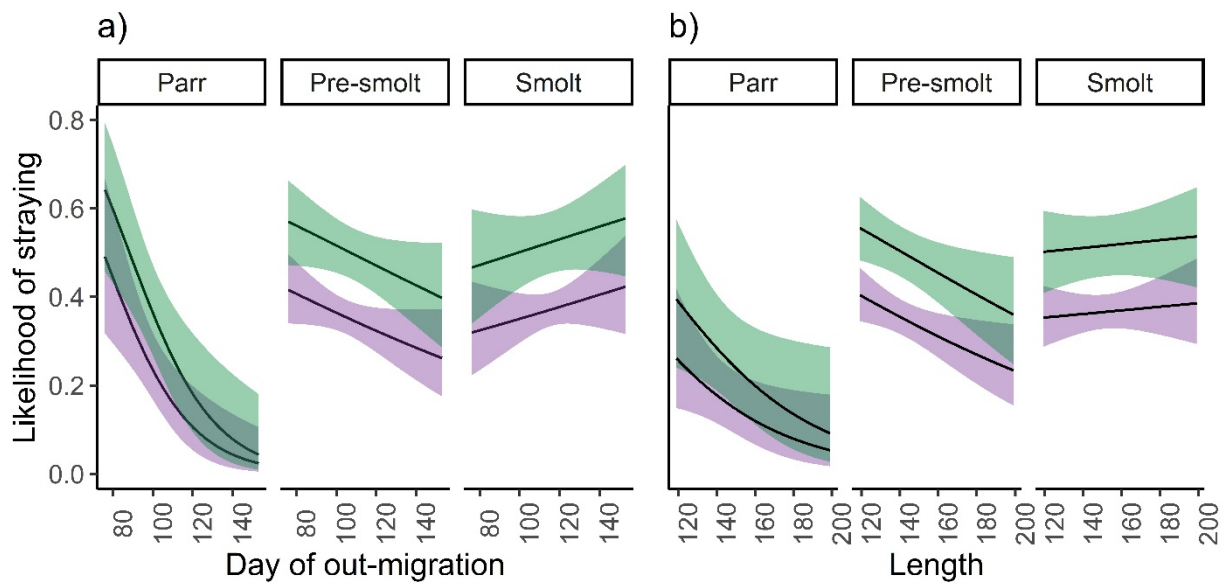 a) b)
Parr Pre-smolt Smolt Parr Pre-smolt Smolt
Likelihood of straying
0.8
0.6
0.4
0.2
0.0
80 100 120 140 80 100 120 140 80 100 120 140 120 140 160 180 200 120 140 160 180 200 120 140 160 180 200
Day of out-migration Length